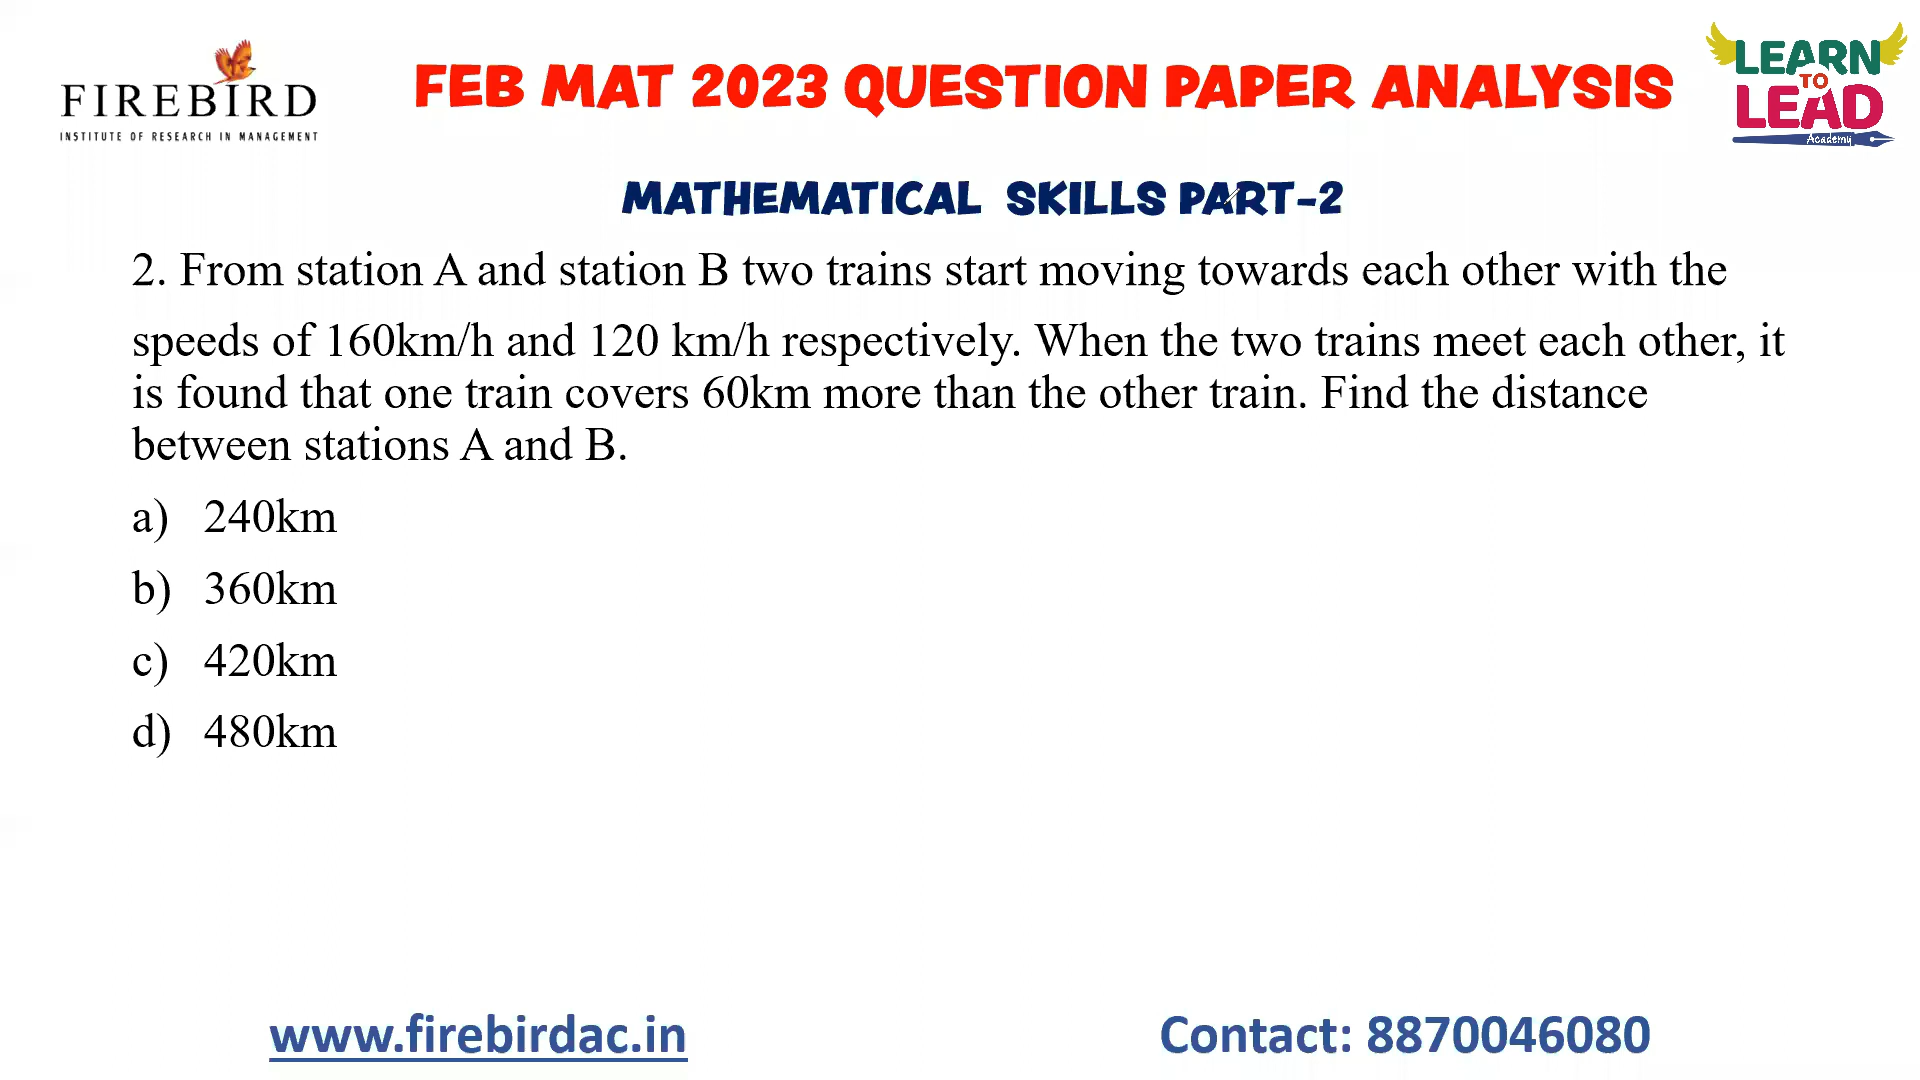 FIREBIRD
INSTITUTE OF RESEARCH IN MANAGEMENT
FEB MAT 2023 QUESTION PAPER ANALYSIS
LEARN
TO
LEAD
Academy
MATHEMATICAL SKILLS PART-2
2. From station A and station B two trains start moving towards each other with the
speeds of 160km/h and 120 km/h respectively. When the two trains meet each other, it
is found that one train covers 60km more than the other train. Find the distance
between stations A and B.
a) 240km
b) 360km
c) 420km
d) 480km
www.firebirdac.in
Contact: 8870046080